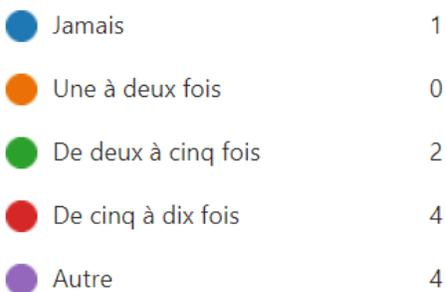 Jamais 1
Une à deux fois 0
De deux à cinq fois 2
De cinq à dix fois 4
Autre 4